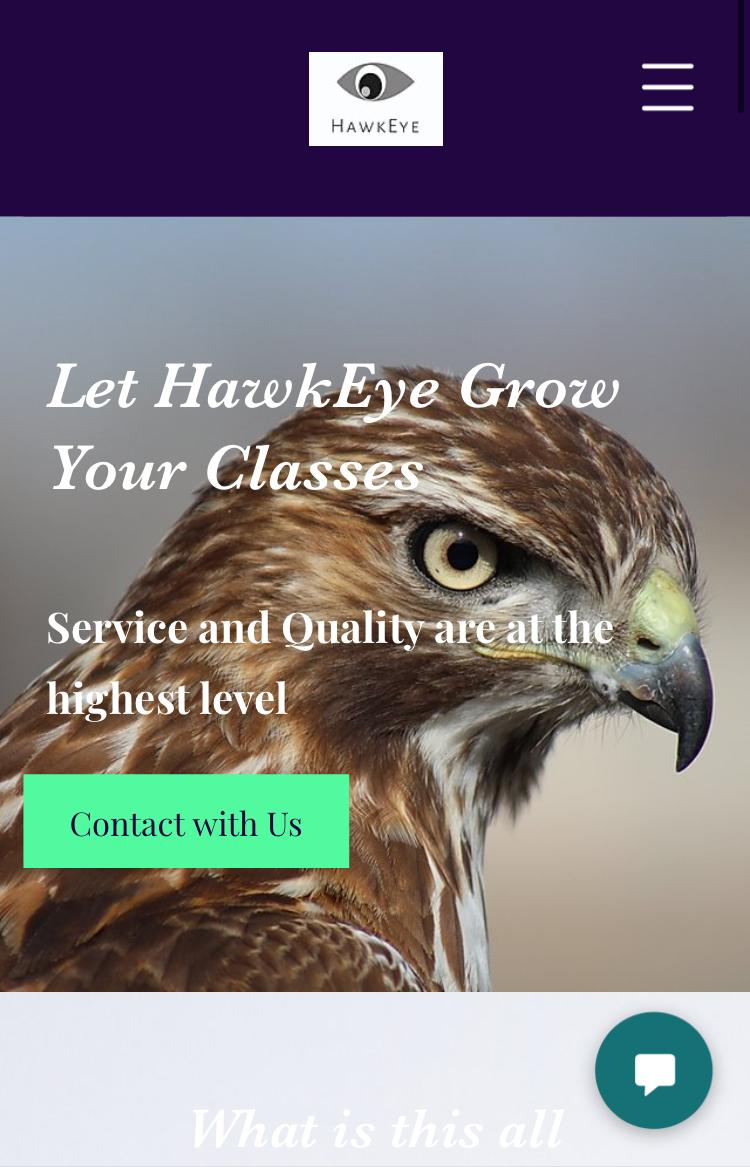 HawkEye
Let HawkEye Grow
Your Classes
Service and Quality are at the
highest level
Contact with Us
What is this all